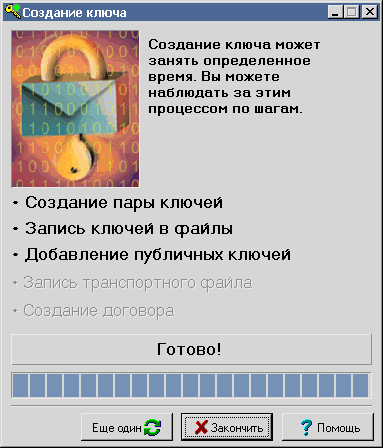 Создание ключа
Создание ключа может
занять определенное
время. Вы можете
наблюдать за этим
процессом по шагам.
• Создание пары ключей
• Запись ключей в файлы
• Добавление публичных ключей
• Запись транспортного файла
• Создание договора
Готово!
Еще один
Закончить
? Помощь